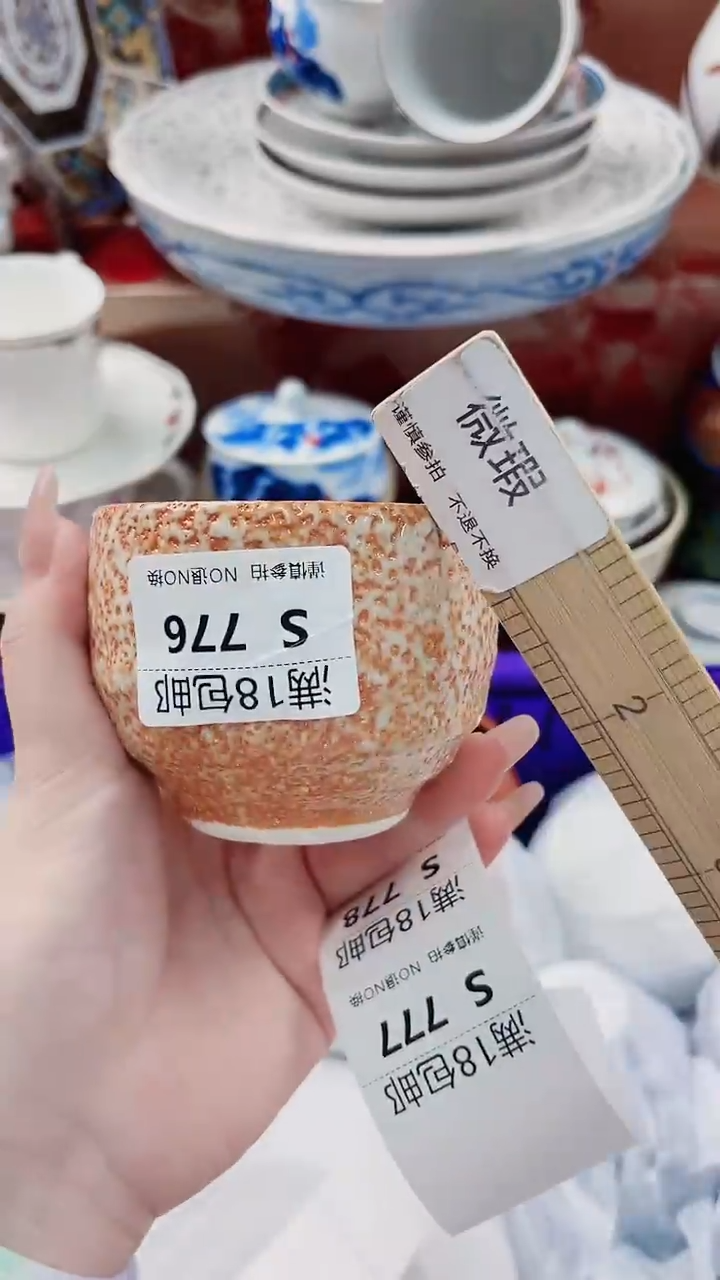 微瑕
谨慎参拍 不退不换
2
满18包邮
S 776
谨慎参拍 NO退NO换
满18包邮
S 777
谨慎参拍 NO退NO换
满18包邮
S 778